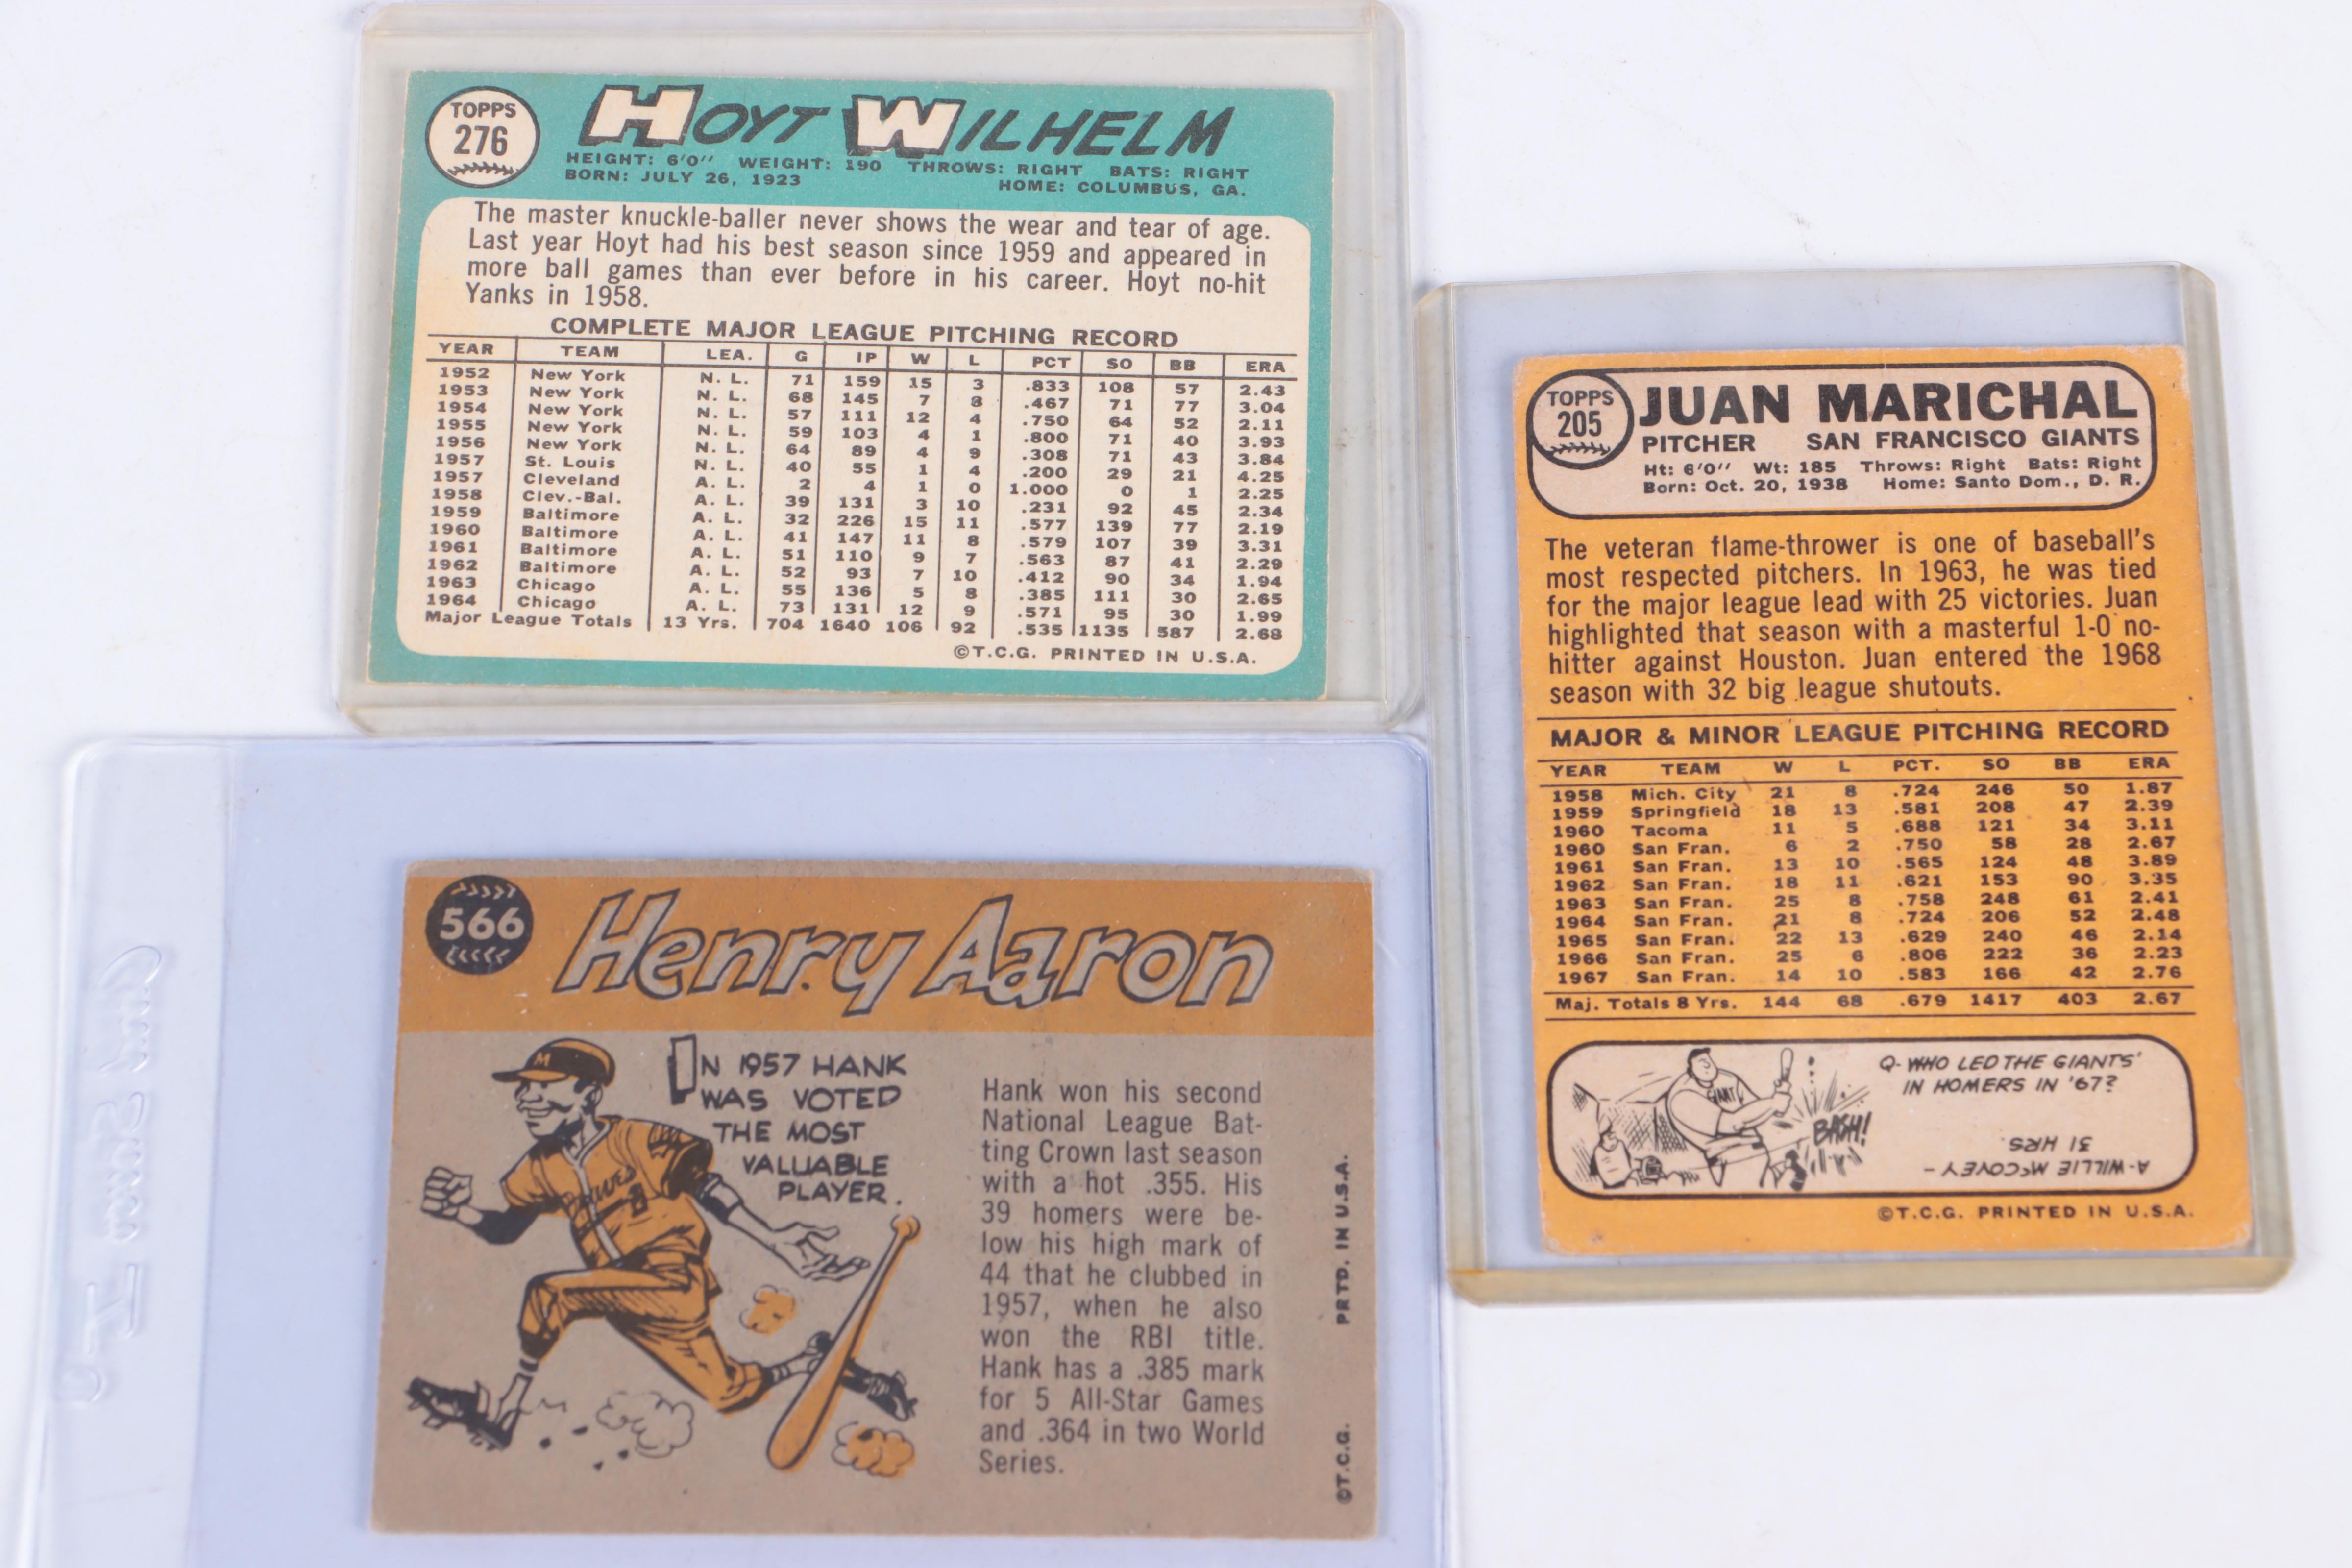 TOPPS
276
HOYT WILHELM
HEIGHT: 6'0" WEIGHT: 190 THROWS: RIGHT BATS: RIGHT
BORN: JULY 26, 1923 HOME: COLUMBUS, GA.
The master knuckle-baller never shows the wear and tear of age.
Last year Hoyt had his best season since 1959 and appeared in
more ball games than ever before in his career. Hoyt no-hit
Yanks in 1958.
COMPLETE MAJOR LEAGUE PITCHING RECORD
YEAR TEAM LEA. G IP W L PCT SO BB ERA
1952 New York N. L. 71 159 15 3 .833 108 57 2.43
1953 New York N. L. 68 145 7 8 .467 71 77 3.04
1954 New York N. L. 57 111 12 4 .750 64 52 2.11
1955 New York N. L. 59 103 4 1 .800 71 40 3.93
1956 New York N. L. 64 89 4 9 .308 71 43 3.84
1957 St. Louis N. L. 40 55 1 4 .200 29 21 4.25
1957 Cleveland A. L. 2 4 1 0 1.000 0 1 2.25
1958 Clev.-Bal. A. L. 39 131 3 10 .231 92 45 2.34
1959 Baltimore A. L. 32 226 15 11 .577 139 77 2.19
1960 Baltimore A. L. 41 147 11 8 .579 107 39 3.31
1961 Baltimore A. L. 51 110 9 7 .563 87 41 2.29
1962 Baltimore A. L. 52 93 7 10 .412 90 34 1.94
1963 Chicago A. L. 55 136 5 8 .385 111 30 2.65
1964 Chicago A. L. 73 131 12 9 .571 95 30 1.99
Major League Totals 13 Yrs. 704 1640 106 92 .535 1135 587 2.68
©T.C.G. PRINTED IN U.S.A.
TOPPS
205
JUAN MARICHAL
PITCHER SAN FRANCISCO GIANTS
Ht: 6'0" Wt: 185 Throws: Right Bats: Right
Born: Oct. 20, 1938 Home: Santo Dom., D. R.
The veteran flame-thrower is one of baseball's
most respected pitchers. In 1963, he was tied
for the major league lead with 25 victories. Juan
highlighted that season with a masterful 1-0 no-
hitter against Houston. Juan entered the 1968
season with 32 big league shutouts.
MAJOR & MINOR LEAGUE PITCHING RECORD
YEAR TEAM W L PCT. SO BB ERA
1958 Mich. City 21 8 .724 246 50 1.87
1959 Springfield 18 13 .581 208 47 2.39
1960 Tacoma 11 5 .688 121 34 3.11
1960 San Fran. 6 2 .750 58 28 2.67
1961 San Fran. 13 10 .565 124 48 3.89
1962 San Fran. 18 11 .621 153 90 3.35
1963 San Fran. 25 8 .758 248 61 2.41
1964 San Fran. 21 8 .724 206 52 2.48
1965 San Fran. 22 13 .629 240 46 2.14
1966 San Fran. 25 6 .806 222 36 2.23
1967 San Fran. 14 10 .583 166 42 2.76
Maj. Totals 8 Yrs. 144 68 .679 1417 403 2.67
GIANTS
BASH!
Q-WHO LED THE GIANTS'
IN HOMERS IN '67?
A-WILLIE McCOVEY-
31 HRS.
©T.C.G. PRINTED IN U.S.A.
566
Henry Aaron
M
IN 1957 HANK
WAS VOTED
THE MOST
VALUABLE
PLAYER.
Hank won his second
National League Bat-
ting Crown last season
with a hot .355. His
39 homers were be-
low his high mark of
44 that he clubbed in
1957, when he also
won the RBI title.
Hank has a .385 mark
for 5 All-Star Games
and .364 in two World
Series.
©T.C.G. PRTD. IN U.S.A.